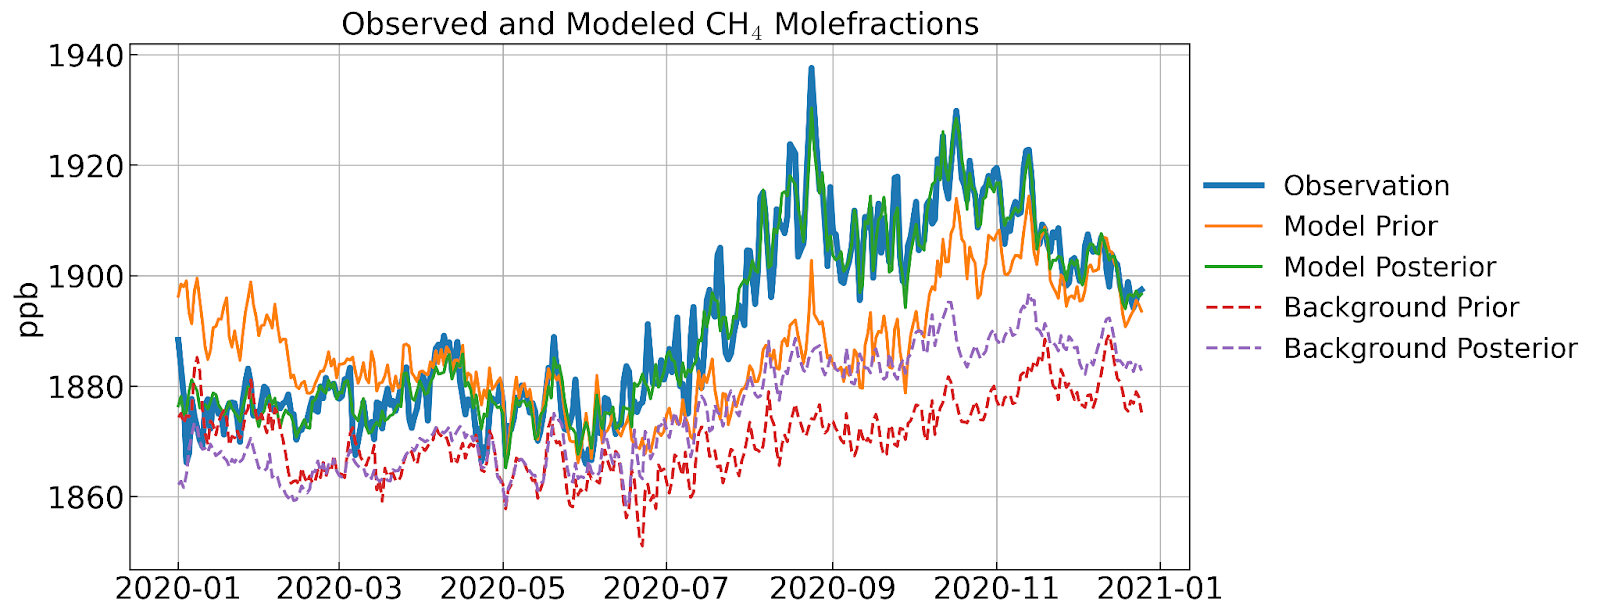 Observed and Modeled CH₄ Molefractions
ppb
1940
1920
1900
1880
1860
2020-01
2020-03
2020-05
2020-07
2020-09
2020-11
2021-01
Observation
Model Prior
Model Posterior
Background Prior
Background Posterior